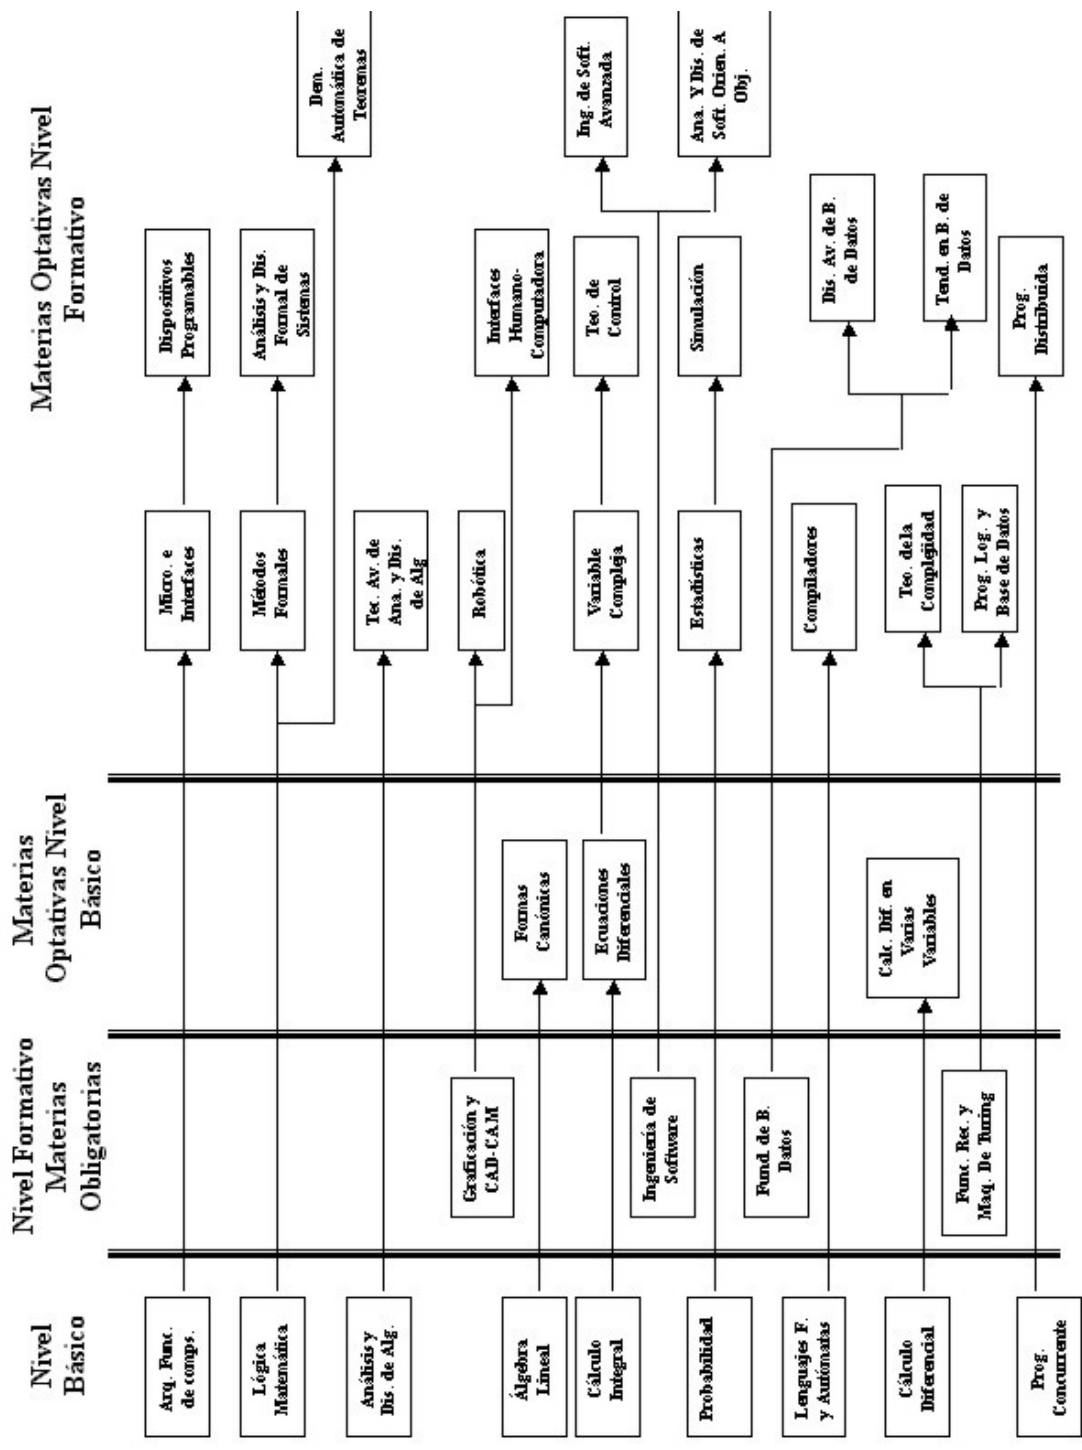 Nivel
Básico
Nivel Formativo
Materias
Obligatorias
Materias
Optativas Nivel
Básico
Materias Optativas Nivel
Formativo
Arq. Func.
de comps.
Micro. e
Interfaces
Dispositivos
Programables
Lógica
Matemática
Métodos
Formales
Análisis y Dis.
Formal de
Sistemas
Dem.
Automática de
Teoremas
Análisis y
Dis. de Alg.
Tec. Av. de
Ana. y Dis.
de Alg
Graficación y
CAD-CAM
Robótica
Interfaces
Humano-
Computadora
Álgebra
Lineal
Formas
Canónicas
Cálculo
Integral
Ecuaciones
Diferenciales
Variable
Compleja
Teo. de
Control
Ingeniería de
Software
Ing. de Soft.
Avanzada
Ana. Y Dis. de
Soft. Orien. A
Obj.
Probabilidad
Estadísticas
Simulación
Fund. de B.
Datos
Dis. Av. de B.
de Datos
Tend. en B. de
Datos
Lenguajes F.
y Autómatas
Compiladores
Cálculo
Diferencial
Calc. Dif. en
Varias
Variables
Func. Rec. y
Maq. De Turing
Teo. de la
Complejidad
Prog. Log. y
Base de Datos
Prog.
Concurrente
Prog.
Distribuida